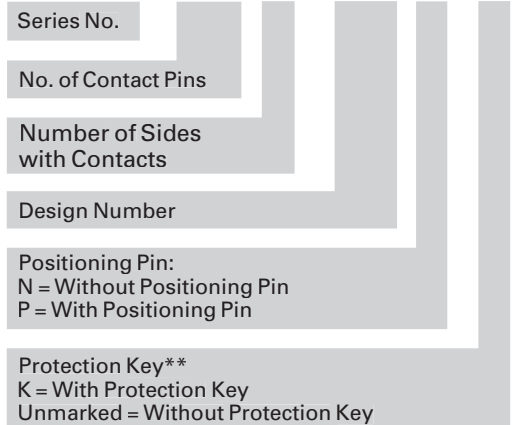 Series No.
No. of Contact Pins
Number of Sides
with Contacts
Design Number
Positioning Pin:
N = Without Positioning Pin
P = With Positioning Pin
Protection Key**
K = With Protection Key
Unmarked = Without Protection Key